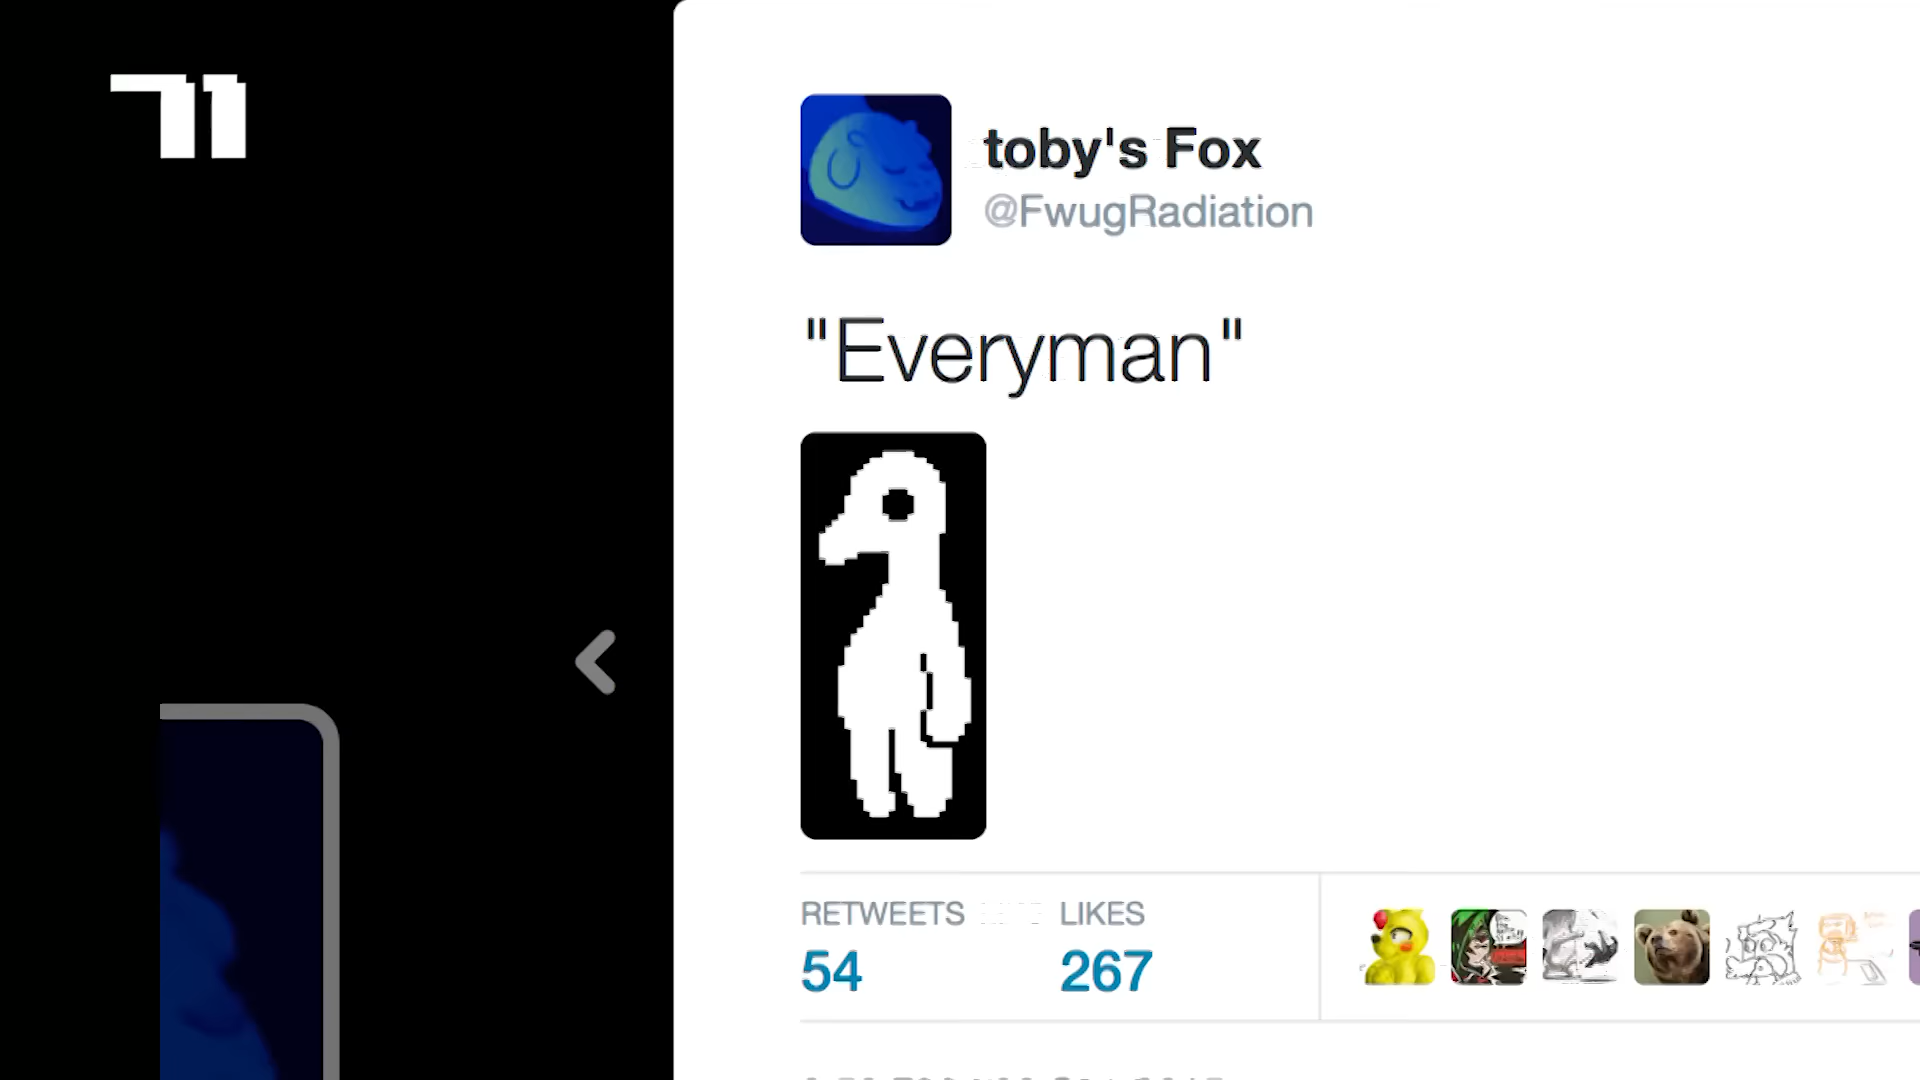 toby's Fox
@FwugRadiation
"Everyman"
RETWEETS LIKES
54 267